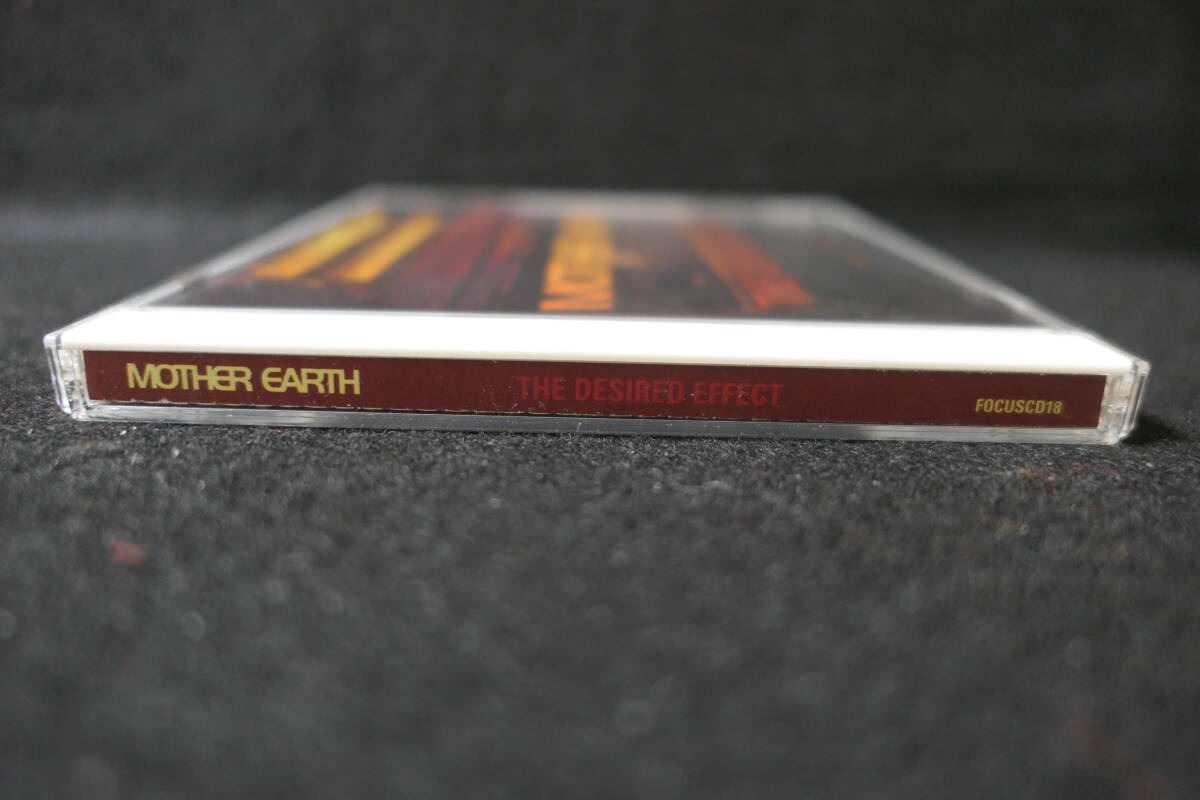 MOTHER EARTH THE DESIRED EFFECT FOCUSCD18